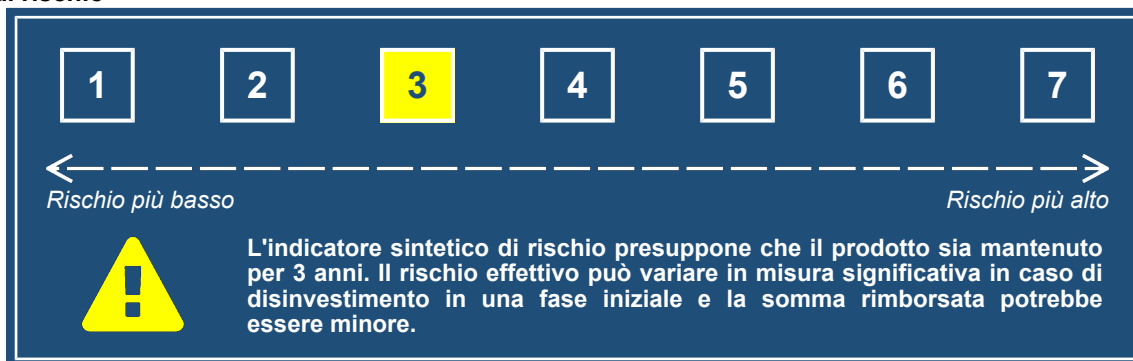 di rischio
1 2 3 4 5 6 7
Rischio più basso Rischio più alto
L'indicatore sintetico di rischio presuppone che il prodotto sia mantenuto
per 3 anni. Il rischio effettivo può variare in misura significativa in caso di
disinvestimento in una fase iniziale e la somma rimborsata potrebbe
essere minore.